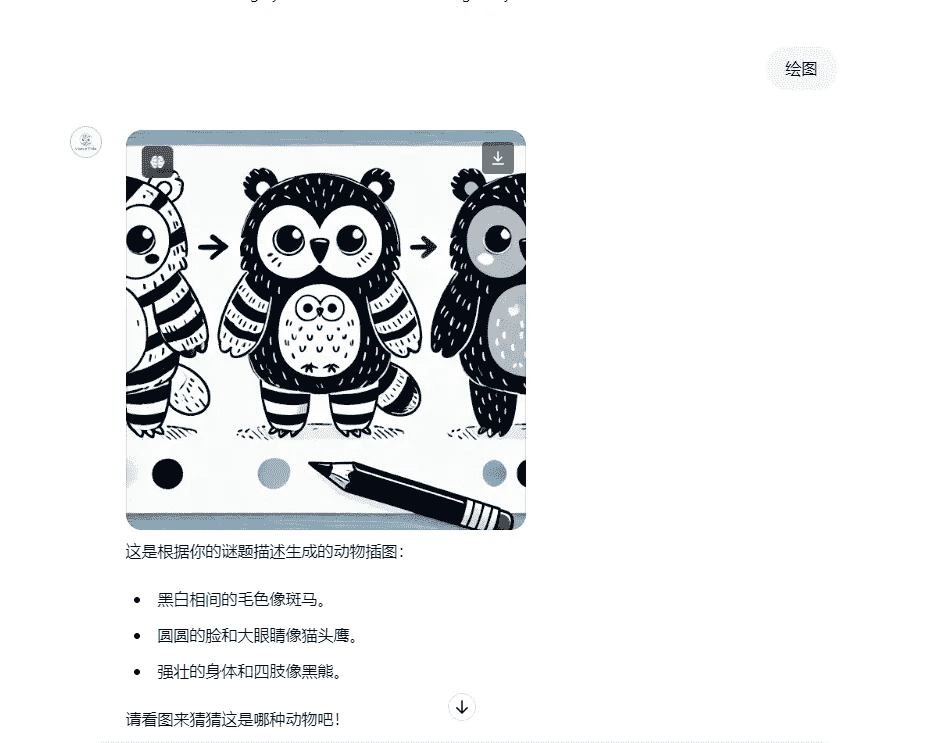 绘图
这是根据你的谜题描述生成的动物插图：
黑白相间的毛色像斑马。
圆圆的脸和大眼睛像猫头鹰。
强壮的身体和四肢像黑熊。
请看图来猜猜这是哪种动物吧！